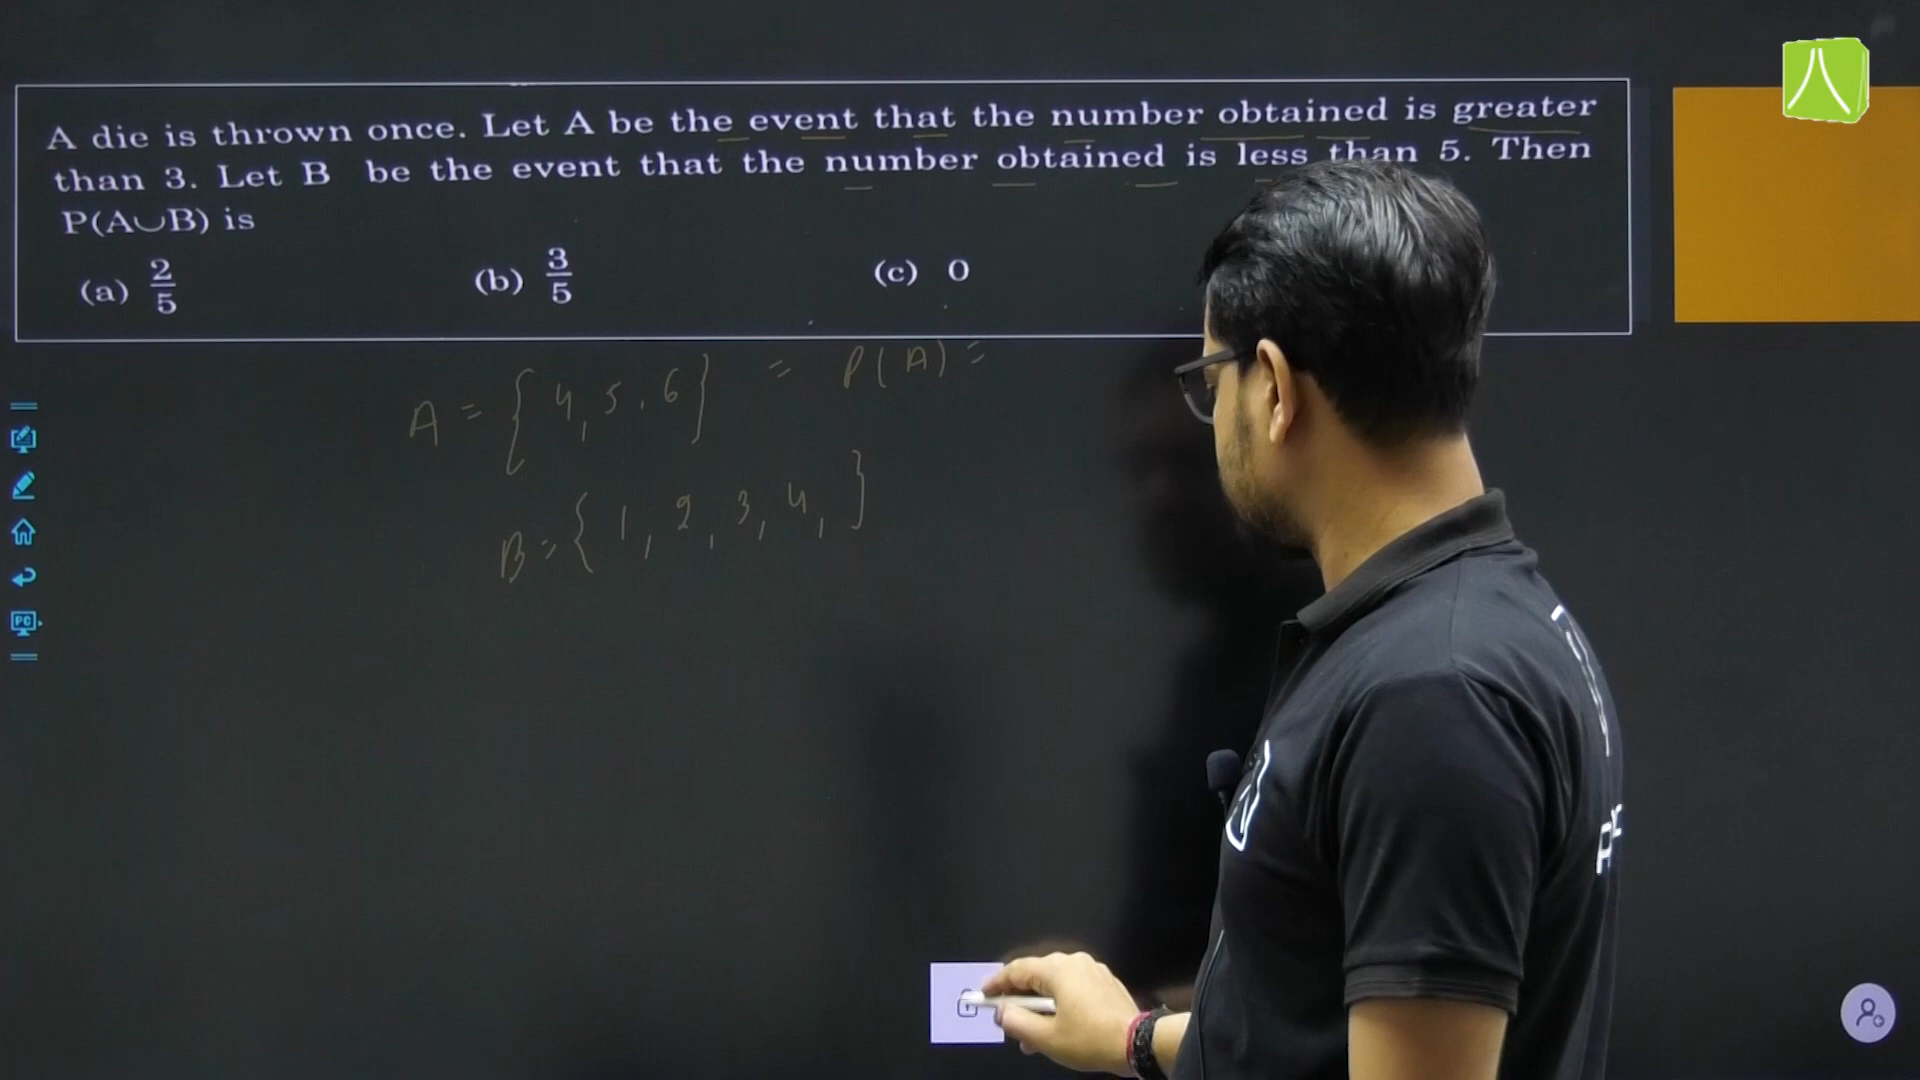 A die is thrown once. Let A be the event that the number obtained is greater
than 3. Let B be the event that the number obtained is less than 5. Then
P(A∪B) is
(a) 2/5 (b) 3/5 (c) 0
A = {4, 5, 6} = P(A) =
B = {1, 2, 3, 4, }
PC